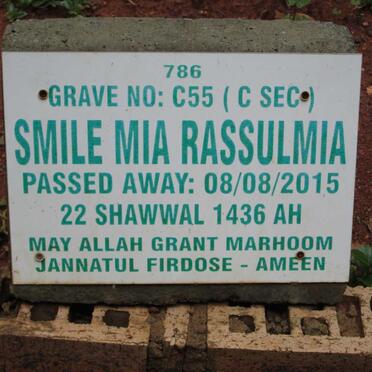 786
GRAVE NO: C55 ( C SEC )
SMILE MIA RASSULMIA
PASSED AWAY: 08/08/2015
22 SHAWWAL 1436 AH
MAY ALLAH GRANT MARHOOM
JANNATUL FIRDOSE - AMEEN